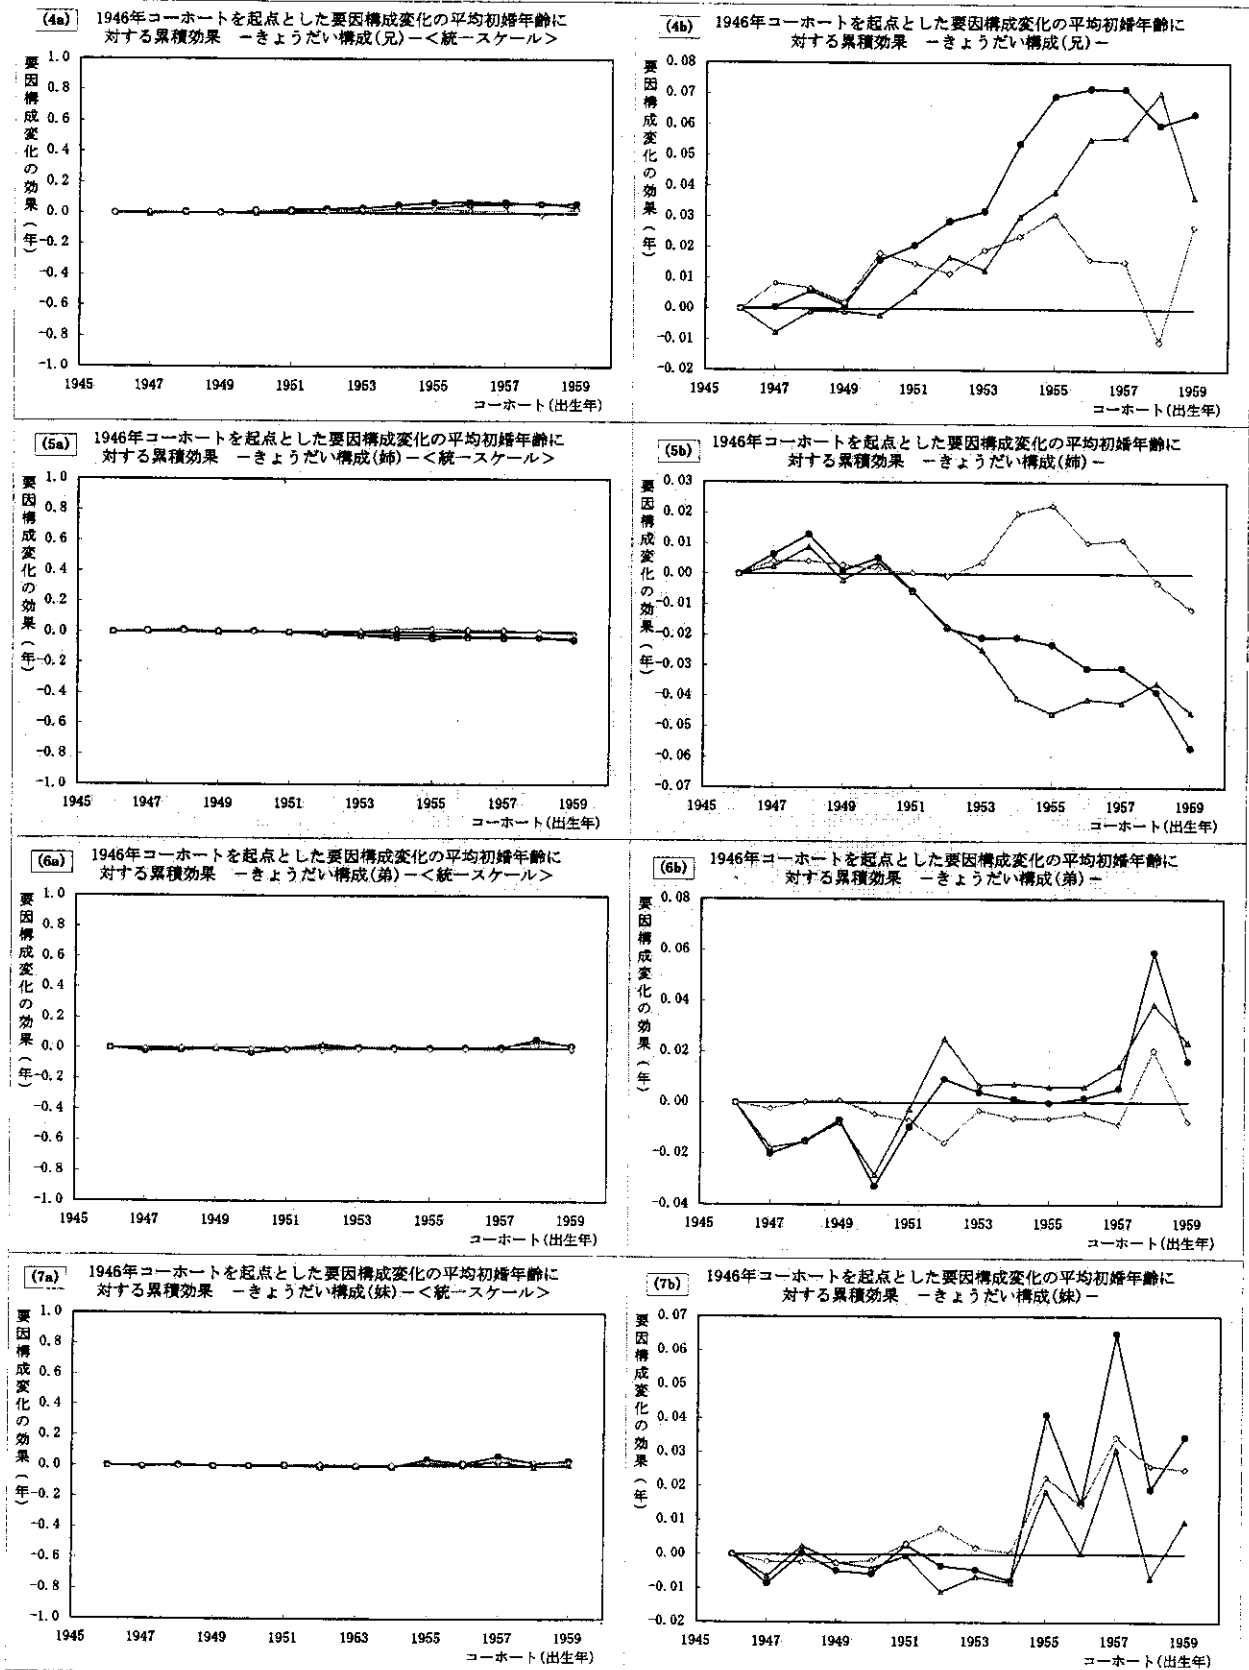 (4a)
1946年コーホートを起点とした要因構成変化の平均初婚年齢に
対する累積効果 －きょうだい構成(兄)－<統一スケール>
要因構成変化の効果(年)
1.0
0.8
0.6
0.4
0.2
0.0
-0.2
-0.4
-0.6
-0.8
-1.0
1945 1947 1949 1951 1953 1955 1957 1959
コーホート(出生年)
(4b)
1946年コーホートを起点とした要因構成変化の平均初婚年齢に
対する累積効果 －きょうだい構成(兄)－
要因構成変化の効果(年)
0.08
0.07
0.06
0.05
0.04
0.03
0.02
0.01
0.00
-0.01
-0.02
1945 1947 1949 1951 1953 1955 1957 1959
コーホート(出生年)
(5a)
1946年コーホートを起点とした要因構成変化の平均初婚年齢に
対する累積効果 －きょうだい構成(姉)－<統一スケール>
要因構成変化の効果(年)
1.0
0.8
0.6
0.4
0.2
0.0
-0.2
-0.4
-0.6
-0.8
-1.0
1945 1947 1949 1951 1953 1955 1957 1959
コーホート(出生年)
(5b)
1946年コーホートを起点とした要因構成変化の平均初婚年齢に
対する累積効果 －きょうだい構成(姉)－
要因構成変化の効果(年)
0.03
0.02
0.01
0.00
-0.01
-0.02
-0.03
-0.04
-0.05
-0.06
-0.07
1945 1947 1949 1951 1953 1955 1957 1959
コーホート(出生年)
(6a)
1946年コーホートを起点とした要因構成変化の平均初婚年齢に
対する累積効果 －きょうだい構成(弟)－<統一スケール>
要因構成変化の効果(年)
1.0
0.8
0.6
0.4
0.2
0.0
-0.2
-0.4
-0.6
-0.8
-1.0
1945 1947 1949 1951 1953 1955 1957 1959
コーホート(出生年)
(6b)
1946年コーホートを起点とした要因構成変化の平均初婚年齢に
対する累積効果 －きょうだい構成(弟)－
要因構成変化の効果(年)
0.08
0.06
0.04
0.02
0.00
-0.02
-0.04
1945 1947 1949 1951 1953 1955 1957 1959
コーホート(出生年)
(7a)
1946年コーホートを起点とした要因構成変化の平均初婚年齢に
対する累積効果 －きょうだい構成(妹)－<統一スケール>
要因構成変化の効果(年)
1.0
0.8
0.6
0.4
0.2
0.0
-0.2
-0.4
-0.6
-0.8
-1.0
1945 1947 1949 1951 1953 1955 1957 1959
コーホート(出生年)
(7b)
1946年コーホートを起点とした要因構成変化の平均初婚年齢に
対する累積効果 －きょうだい構成(妹)－
要因構成変化の効果(年)
0.07
0.06
0.05
0.04
0.03
0.02
0.01
0.00
-0.01
-0.02
1945 1947 1949 1951 1953 1955 1957 1959
コーホート(出生年)